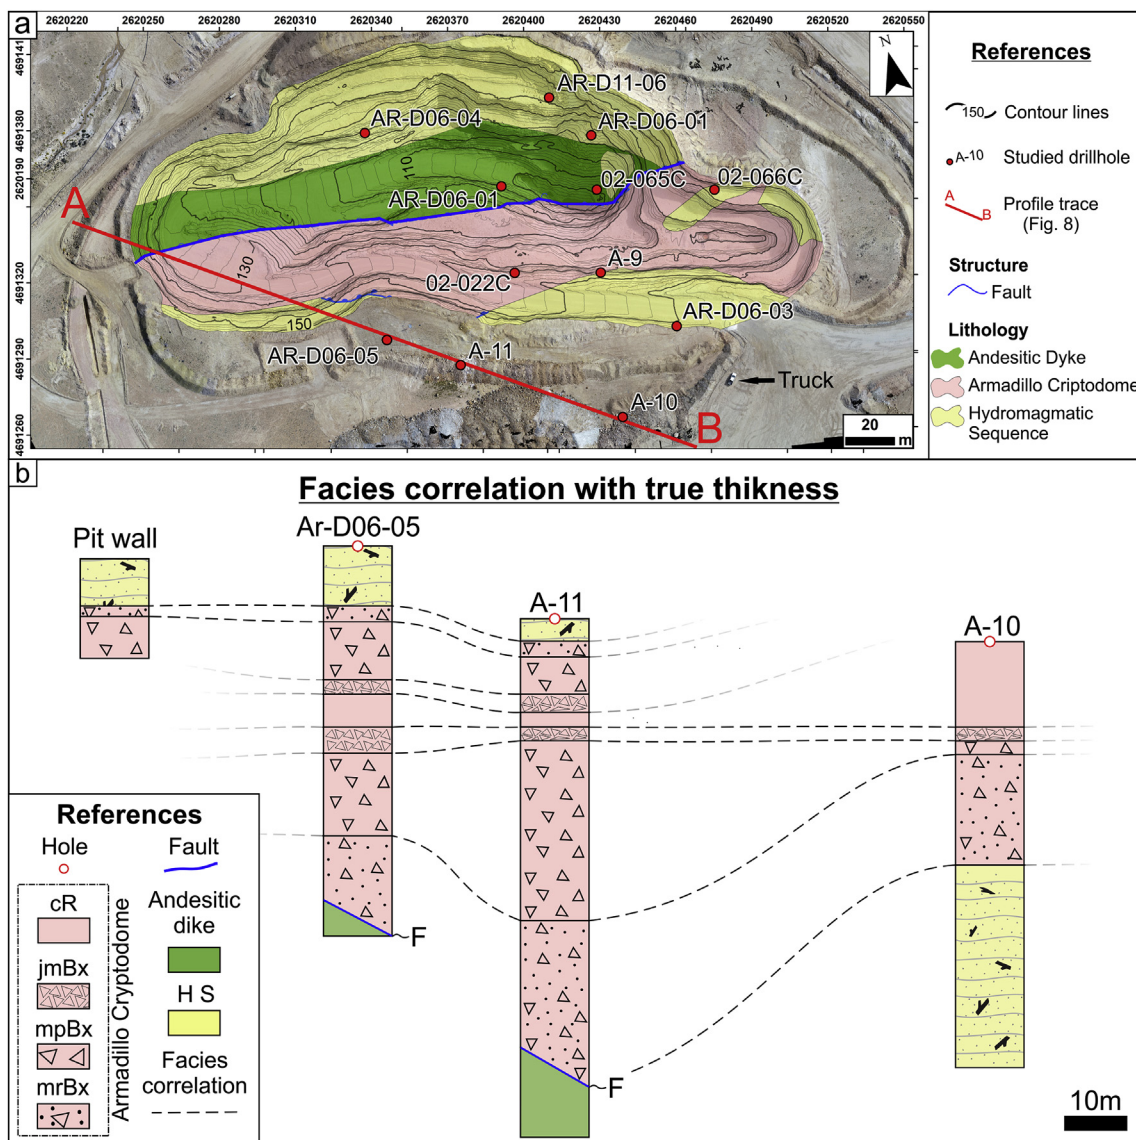 a
2620220 2620250 2620280 2620310 2620340 2620370 2620400 2620430 2620460 2620490 2620520 2620550
469141
4691380
2620190
4691320
4691290
4691260
N
AR-D11-06
AR-D06-04
AR-D06-01
110
02-065C
02-066C
AR-D06-01
A
A-9
130
02-022C
AR-D06-03
150
AR-D06-05
A-11
Truck
A-10
B
20
m
References
150 Contour lines
A-10 Studied drillhole
A
B
Profile trace
(Fig. 8)
Structure
Fault
Lithology
Andesitic Dyke
Armadillo Criptodome
Hydromagmatic
Sequence
b
Facies correlation with true thikness
Pit wall
Ar-D06-05
A-11
A-10
F
F
10m
References
Hole
Fault
cR
jmBx
mpBx
mrBx
Armadillo Cryptodome
Andesitic
dike
H S
Facies
correlation